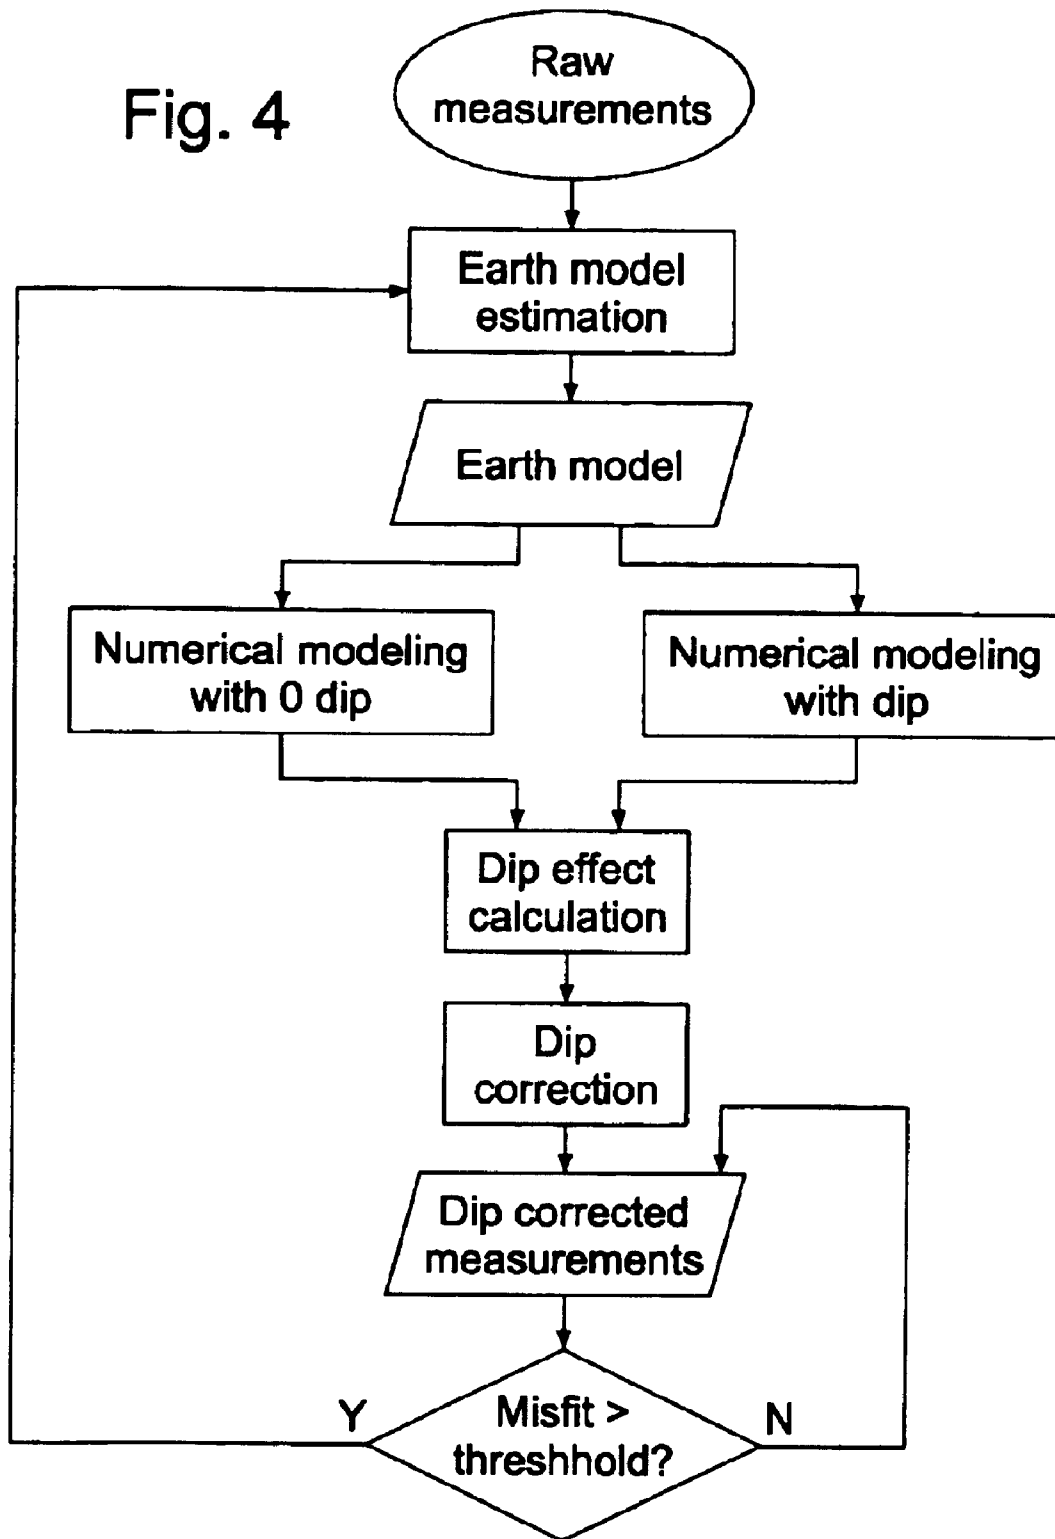 Fig. 4
Raw
measurements
Earth model
estimation
Earth model
Numerical modeling
with 0 dip
Numerical modeling
with dip
Dip effect
calculation
Dip
correction
Dip corrected
measurements
Y
Misfit >
threshhold?
N